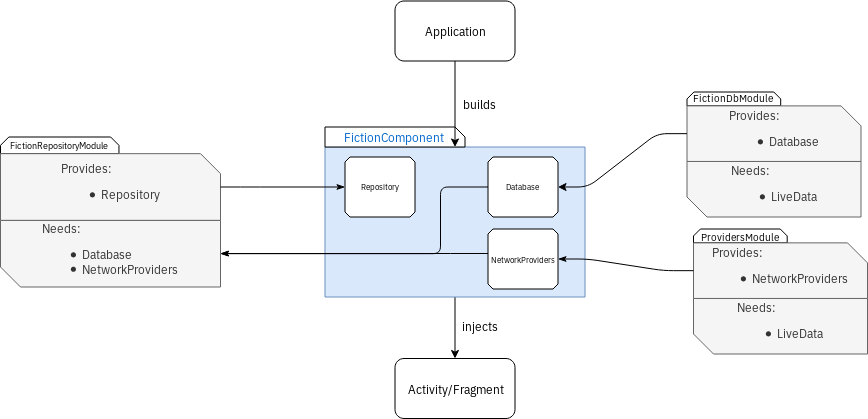 Application
builds
FictionDbModule
Provides:
• Database
Needs:
• LiveData
FictionComponent
FictionRepositoryModule
Provides:
• Repository
Needs:
• Database
• NetworkProviders
Repository
Database
NetworkProviders
ProvidersModule
Provides:
• NetworkProviders
Needs:
• LiveData
injects
Activity/Fragment